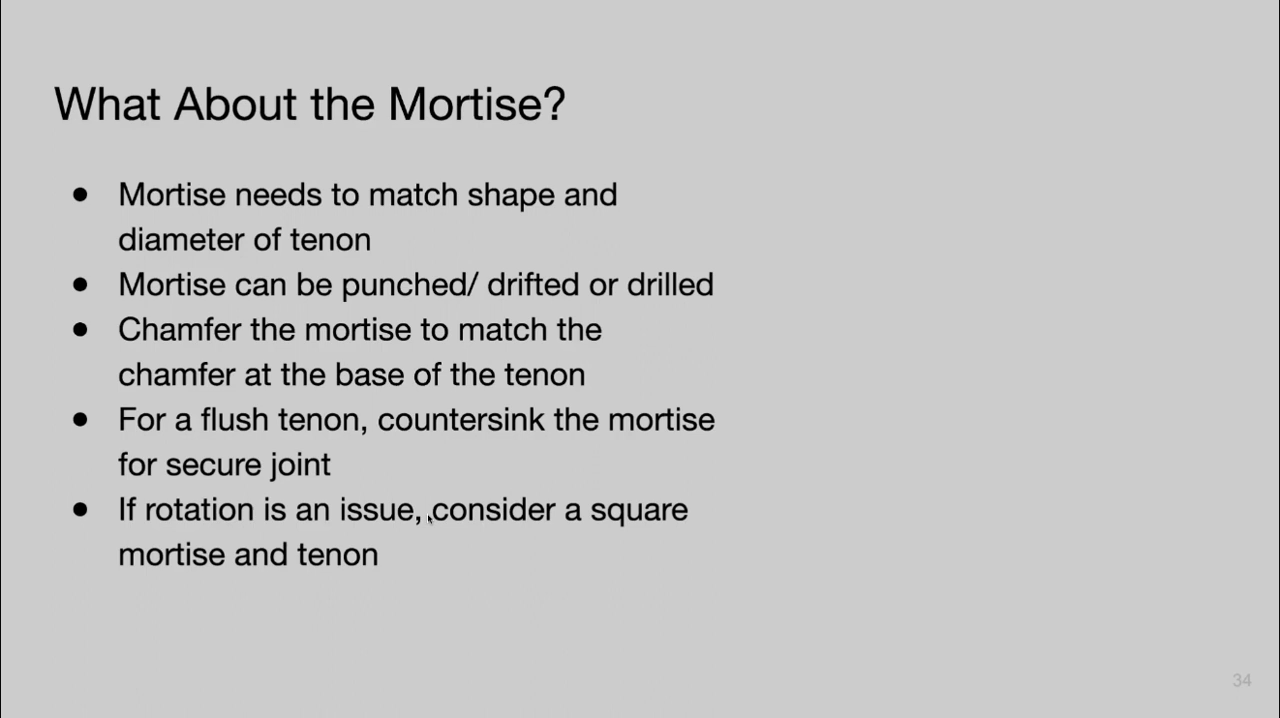 What About the Mortise?
● Mortise needs to match shape and
diameter of tenon
● Mortise can be punched/ drifted or drilled
● Chamfer the mortise to match the
chamfer at the base of the tenon
● For a flush tenon, countersink the mortise
for secure joint
● If rotation is an issue, consider a square
mortise and tenon
34